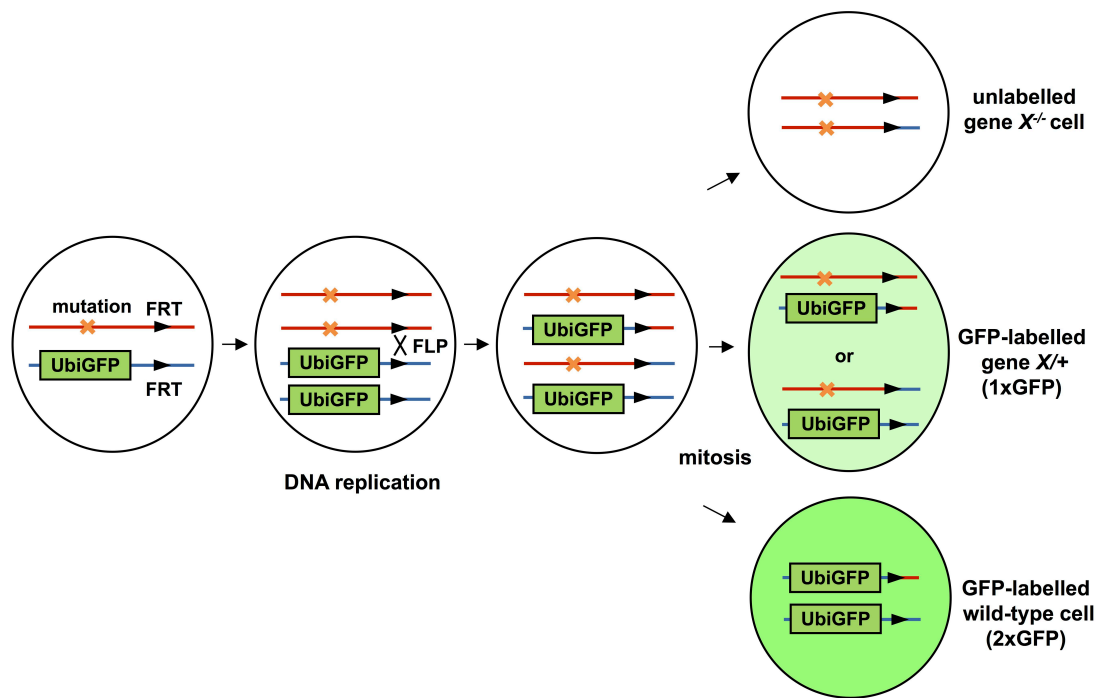 mutation FRT
UbiGFP
FRT
FLP
UbiGFP
UbiGFP
DNA replication
UbiGFP
UbiGFP
mitosis
unlabelled
gene X-/- cell
UbiGFP
or
UbiGFP
GFP-labelled
gene X/+
(1xGFP)
UbiGFP
UbiGFP
GFP-labelled
wild-type cell
(2xGFP)